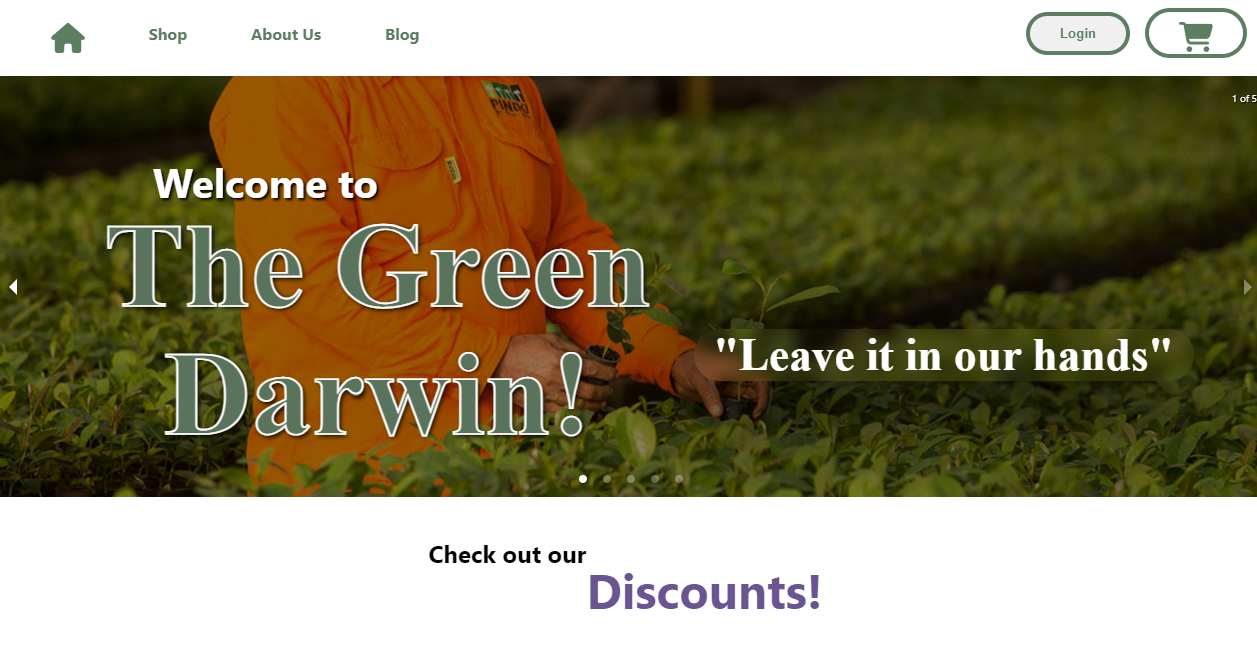 Shop
About Us
Blog
Login
1 of 5
PINDO
Welcome to
The Green
Darwin!
"Leave it in our hands"
Check out our
Discounts!